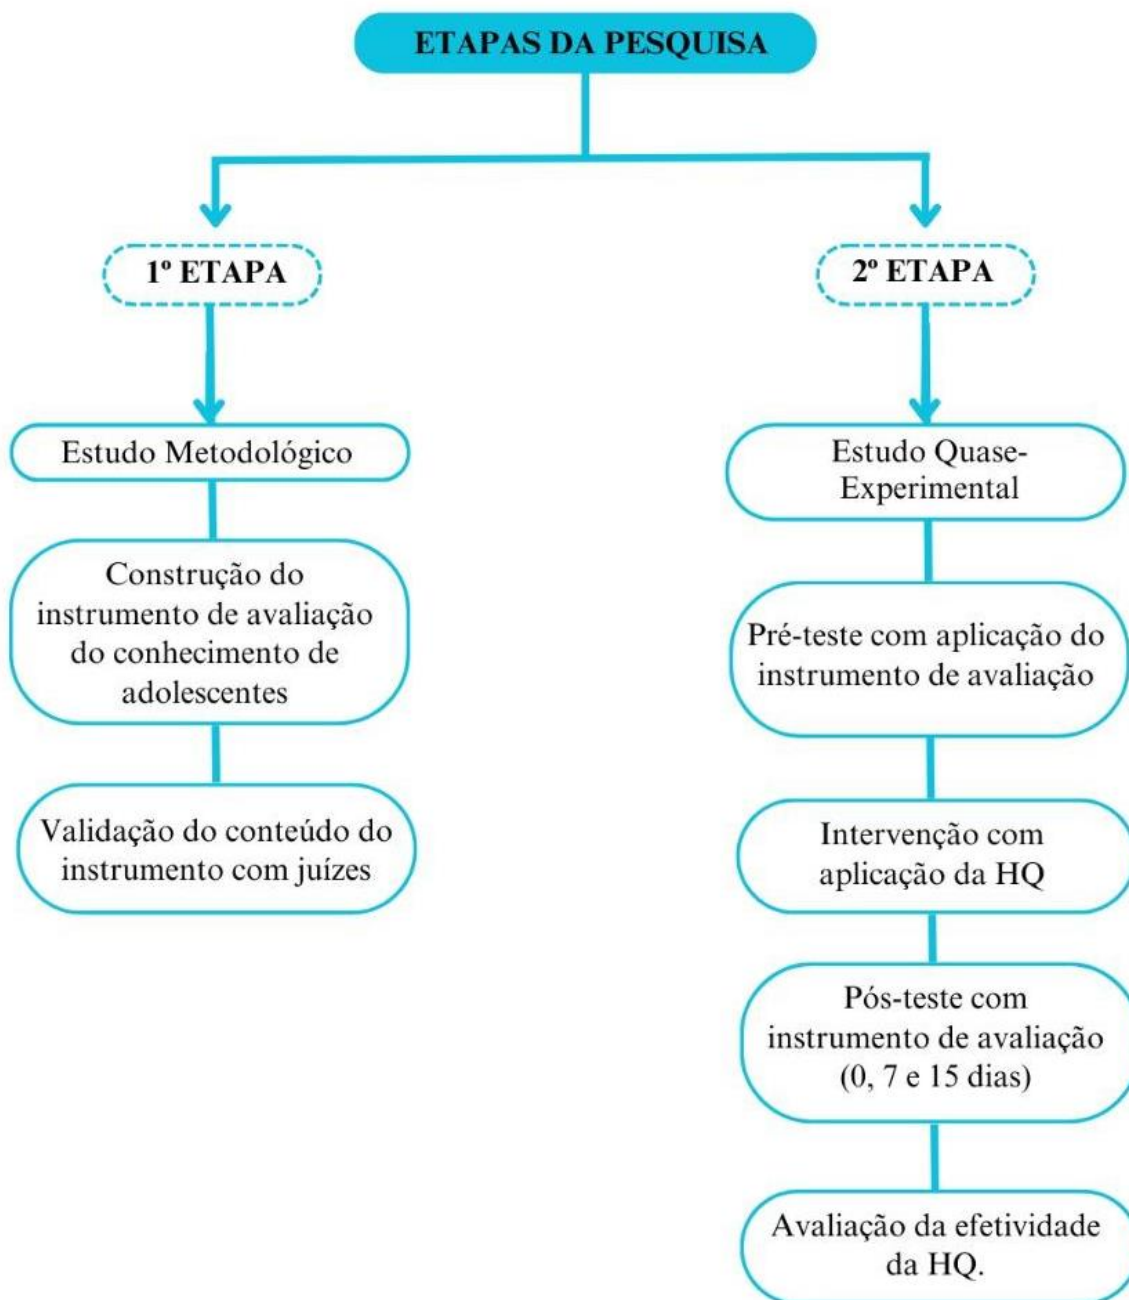 ETAPAS DA PESQUISA
1º ETAPA
Estudo Metodológico
Construção do
instrumento de avaliação
do conhecimento de
adolescentes
Validação do conteúdo do
instrumento com juízes
2º ETAPA
Estudo Quase-
Experimental
Pré-teste com aplicação do
instrumento de avaliação
Intervenção com
aplicação da HQ
Pós-teste com
instrumento de avaliação
(0, 7 e 15 dias)
Avaliação da efetividade
da HQ.